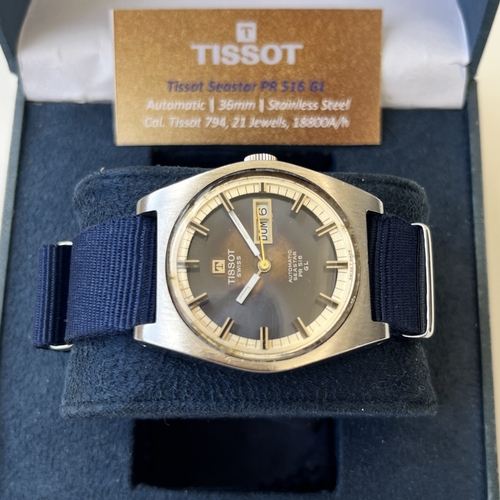 TISSOT
Tissot Seastar PR 516 GL
Automatic | 36mm | Stainless Steel
Cal. Tissot 794, 21 Jewels, 18800A/h
DOM 6
T
TISSOT
SWISS
AUTOMATIC
SEASTAR
PR 516
GL